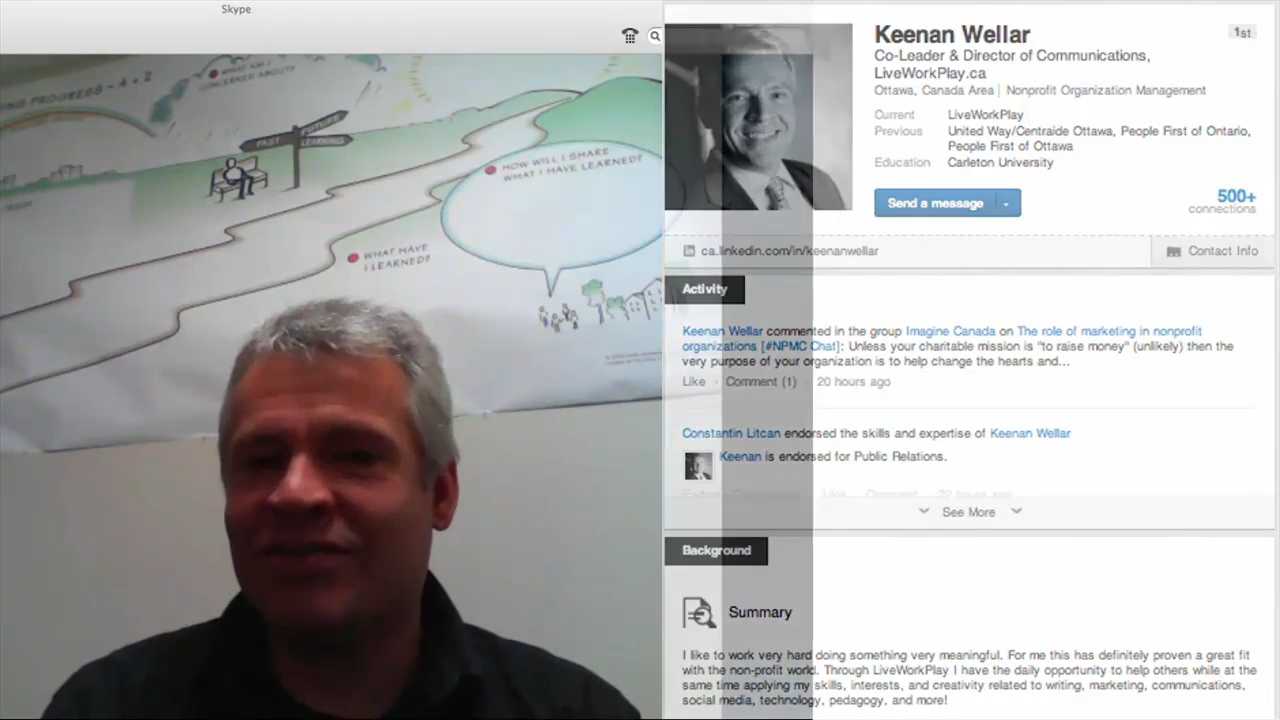 Skype
WHAT AM I
CONCERNED ABOUT?
ING PROGRESS - 4 + 2
PAST
FUTURE
LEARNING
HOW WILL I SHARE
WHAT I HAVE LEARNED?
WHAT HAVE
I LEARNED?
Keenan Wellar
1st
Co-Leader & Director of Communications,
LiveWorkPlay.ca
Ottawa, Canada Area | Nonprofit Organization Management
Current LiveWorkPlay
Previous United Way/Centraide Ottawa, People First of Ontario,
People First of Ottawa
Education Carleton University
Send a message
500+
connections
ca.linkedin.com/in/keenanwellar
Contact Info
Activity
Keenan Wellar commented in the group Imagine Canada on The role of marketing in nonprofit
organizations [#NPMC Chat]: Unless your charitable mission is "to raise money" (unlikely) then the
very purpose of your organization is to help change the hearts and...
Like · Comment (1) · 20 hours ago
Constantin Litcan endorsed the skills and expertise of Keenan Wellar
Keenan is endorsed for Public Relations.
Like Comment 20 hours ago
See More
Background
Summary
I like to work very hard doing something very meaningful. For me this has definitely proven a great fit
with the non-profit world. Through LiveWorkPlay I have the daily opportunity to help others while at the
same time applying my skills, interests, and creativity related to writing, marketing, communications,
social media, technology, pedagogy, and more!